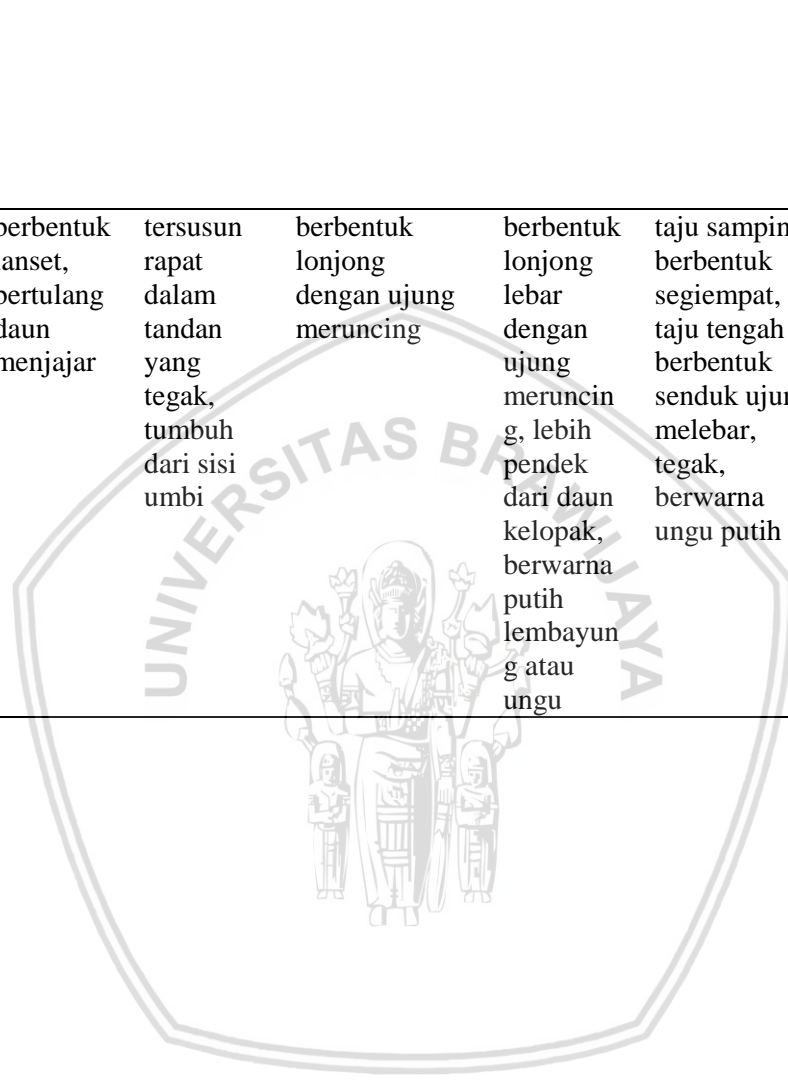 berbentuk
lanset,
bertulang
daun
menjajar
tersusun
rapat
dalam
tandan
yang
tegak,
tumbuh
dari sisi
umbi
berbentuk
lonjong
dengan ujung
meruncing
berbentuk
lonjong
lebar
dengan
ujung
meruncin
g, lebih
pendek
dari daun
kelopak,
berwarna
putih
lembayun
g atau
ungu
taju sampin
berbentuk
segiempat,
taju tengah
berbentuk
senduk ujun
melebar,
tegak,
berwarna
ungu putih
UNIVERSITAS BRAWIJAYA